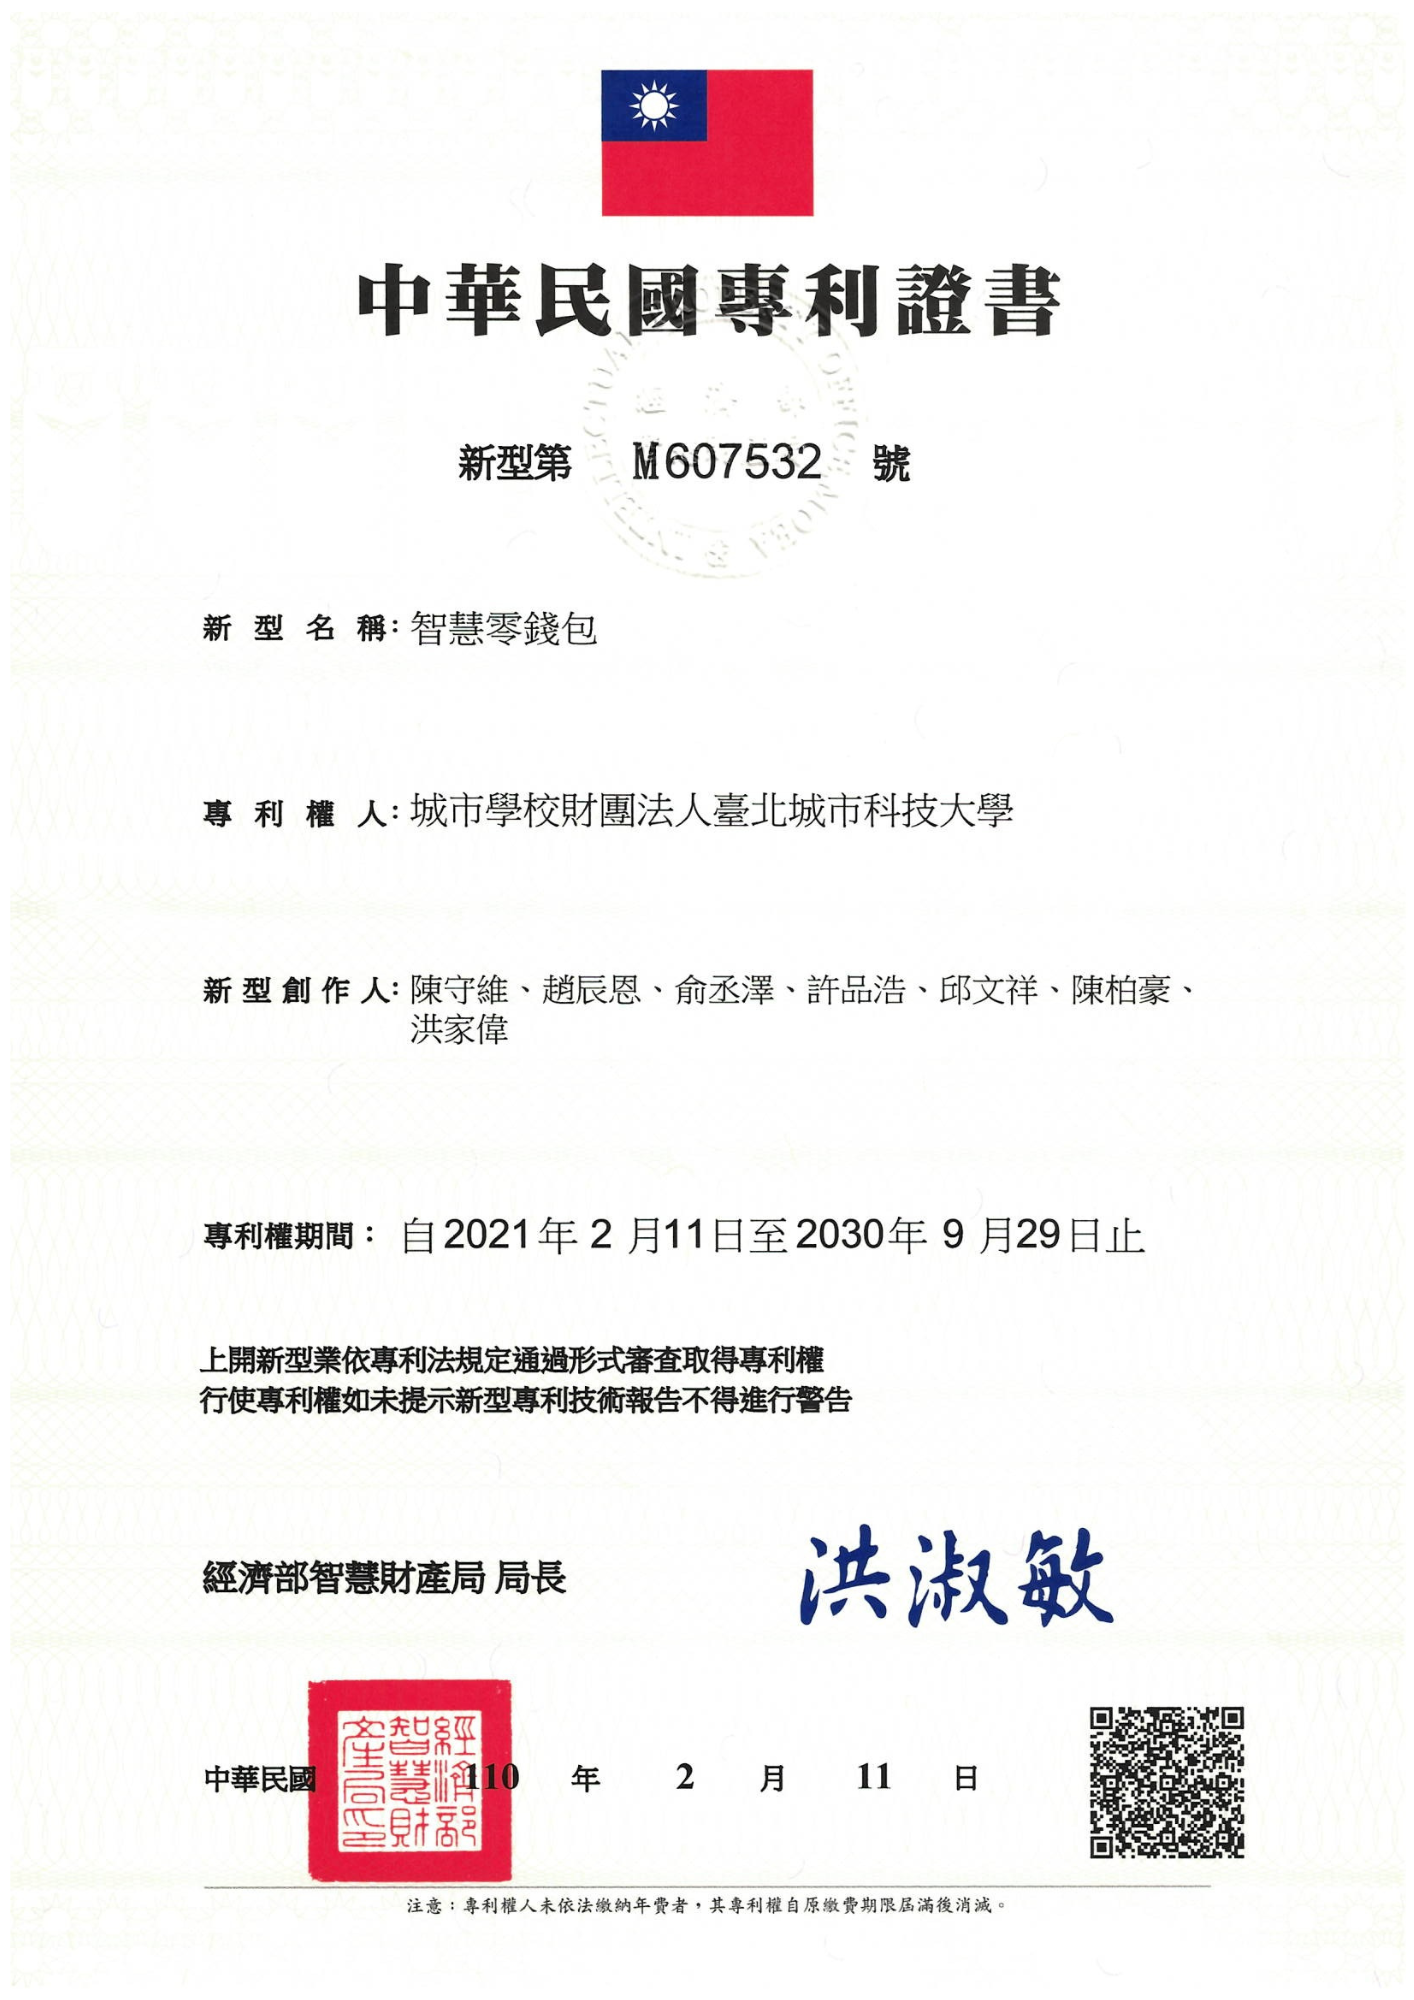 中華民國專利證書
新型第 M607532 號
新型名稱：智慧零錢包
專利權人：城市學校財團法人臺北城市科技大學
新型創作人：陳守維、趙辰恩、俞丞澤、許品浩、邱文祥、陳柏豪、
洪家偉
專利權期間： 自2021年 2 月11日至2030年 9 月29日止
上開新型業依專利法規定通過形式審查取得專利權
行使專利權如未提示新型專利技術報告不得進行警告
經濟部智慧財產局 局長 洪淑敏
經濟部智慧財產局印
中華民國 110 年 2 月 11 日
注意：專利權人未依法繳納年費者，其專利權自原繳費期限屆滿後消滅。